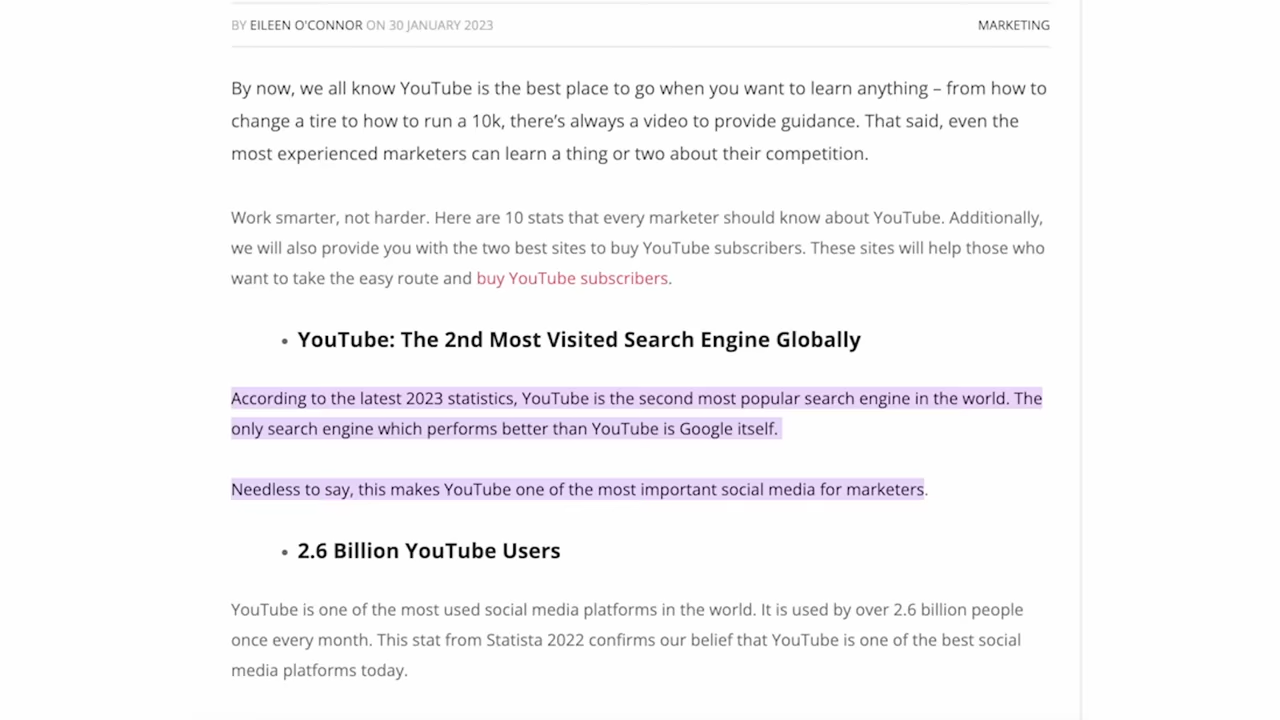 BY EILEEN O'CONNOR ON 30 JANUARY 2023 MARKETING
By now, we all know YouTube is the best place to go when you want to learn anything – from how to
change a tire to how to run a 10k, there’s always a video to provide guidance. That said, even the
most experienced marketers can learn a thing or two about their competition.
Work smarter, not harder. Here are 10 stats that every marketer should know about YouTube. Additionally,
we will also provide you with the two best sites to buy YouTube subscribers. These sites will help those who
want to take the easy route and buy YouTube subscribers.
• YouTube: The 2nd Most Visited Search Engine Globally
According to the latest 2023 statistics, YouTube is the second most popular search engine in the world. The
only search engine which performs better than YouTube is Google itself.
Needless to say, this makes YouTube one of the most important social media for marketers.
• 2.6 Billion YouTube Users
YouTube is one of the most used social media platforms in the world. It is used by over 2.6 billion people
once every month. This stat from Statista 2022 confirms our belief that YouTube is one of the best social
media platforms today.